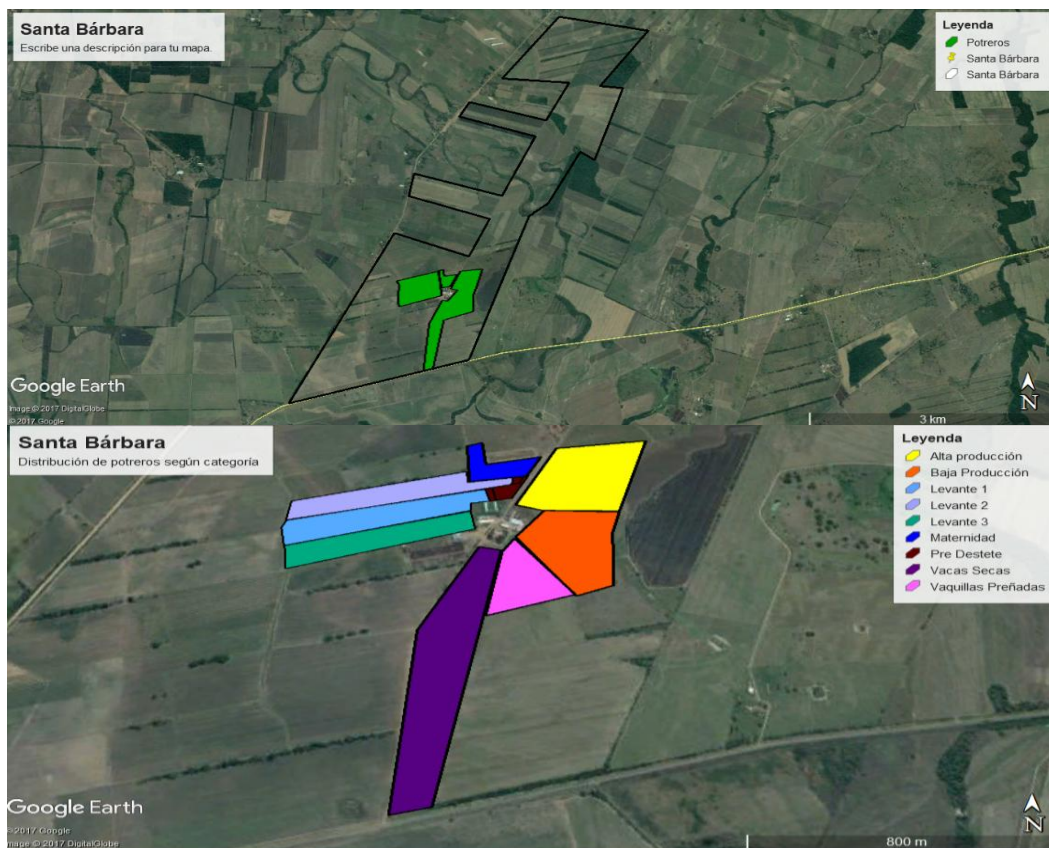 Santa Bárbara
Escribe una descripción para tu mapa.
Leyenda
Potreros
Santa Bárbara
Santa Bárbara
Google Earth
Image © 2017 DigitalGlobe
© 2017 Google
3 km
N
Santa Bárbara
Distribución de potreros según categoría
Leyenda
Alta producción
Baja Producción
Levante 1
Levante 2
Levante 3
Maternidad
Pre Destete
Vacas Secas
Vaquillas Preñadas
Google Earth
© 2017 Google
Image © 2017 DigitalGlobe
800 m
N